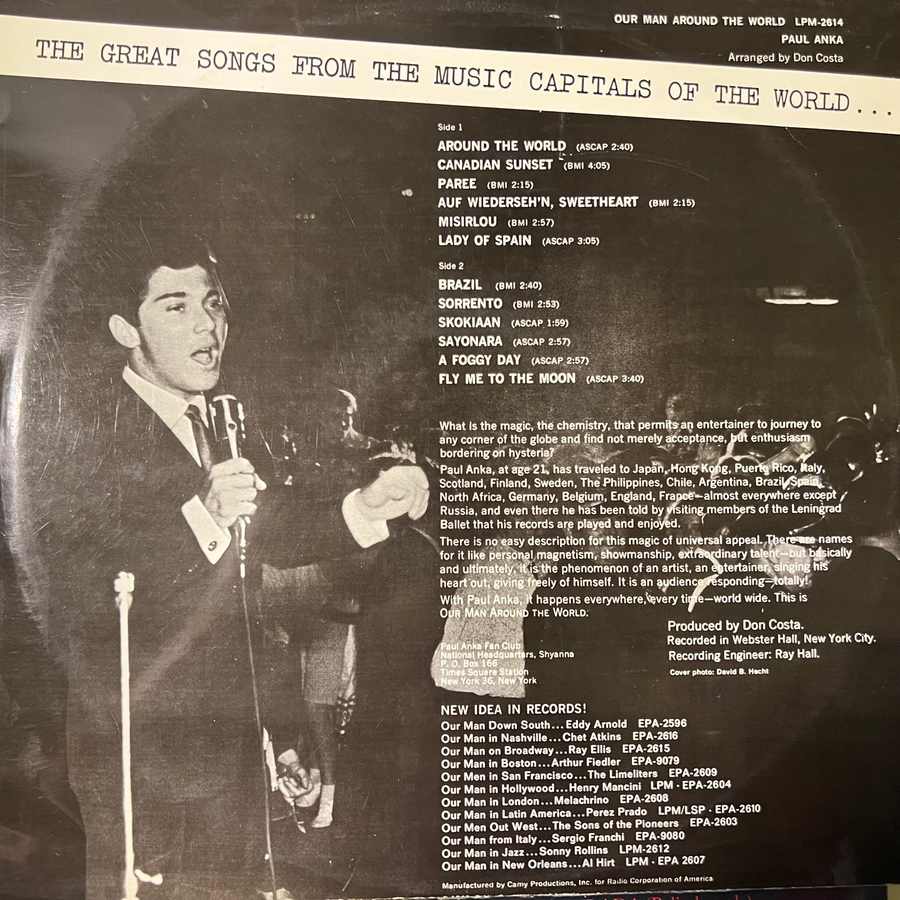 OUR MAN AROUND THE WORLD LPM-2614
PAUL ANKA
Arranged by Don Costa
THE GREAT SONGS FROM THE MUSIC CAPITALS OF THE WORLD...
Side 1
AROUND THE WORLD (ASCAP 2:40)
CANADIAN SUNSET (BMI 4:05)
PAREE (BMI 2:15)
AUF WIEDERSEH'N, SWEETHEART (BMI 2:15)
MISIRLOU (BMI 2:57)
LADY OF SPAIN (ASCAP 3:05)
Side 2
BRAZIL (BMI 2:40)
SORRENTO (BMI 2:53)
SKOKIAAN (ASCAP 1:59)
SAYONARA (ASCAP 2:57)
A FOGGY DAY (ASCAP 2:57)
FLY ME TO THE MOON (ASCAP 3:40)
What is the magic, the chemistry, that permits an entertainer to journey to
any corner of the globe and find not merely acceptance, but enthusiasm
bordering on hysteria?
Paul Anka, at age 21, has traveled to Japan, Hong Kong, Puerto Rico, Italy,
Scotland, Finland, Sweden, The Philippines, Chile, Argentina, Brazil, Spain,
North Africa, Germany, Belgium, England, France—almost everywhere except
Russia, and even there he has been told by visiting members of the Leningrad
Ballet that his records are played and enjoyed.
There is no easy description for this magic of universal appeal. There are names
for it like personal magnetism, showmanship, extraordinary talent—but basically
and ultimately, it is the phenomenon of an artist, an entertainer, singing his
heart out, giving freely of himself. It is an audience responding—totally!
With Paul Anka, it happens everywhere, every time—world wide. This is
OUR MAN AROUND THE WORLD.
Produced by Don Costa.
Recorded in Webster Hall, New York City.
Recording Engineer: Ray Hall.
Cover photo: David B. Hecht
Paul Anka Fan Club
National Headquarters, Shyanna
P. O. Box 166
Times Square Station
New York 36, New York
NEW IDEA IN RECORDS!
Our Man Down South...Eddy Arnold EPA-2596
Our Man in Nashville...Chet Atkins EPA-2616
Our Man on Broadway...Ray Ellis EPA-2615
Our Man in Boston...Arthur Fiedler EPA-9079
Our Men in San Francisco...The Limeliters EPA-2609
Our Man in Hollywood...Henry Mancini LPM · EPA-2604
Our Man in London...Melachrino EPA-2608
Our Man in Latin America...Perez Prado LPM/LSP · EPA-2610
Our Men Out West...The Sons of the Pioneers EPA-2603
Our Man from Italy...Sergio Franchi EPA-9080
Our Man in Jazz...Sonny Rollins LPM-2612
Our Man in New Orleans...Al Hirt LPM · EPA 2607
Manufactured by Camy Productions, Inc. for Radio Corporation of America